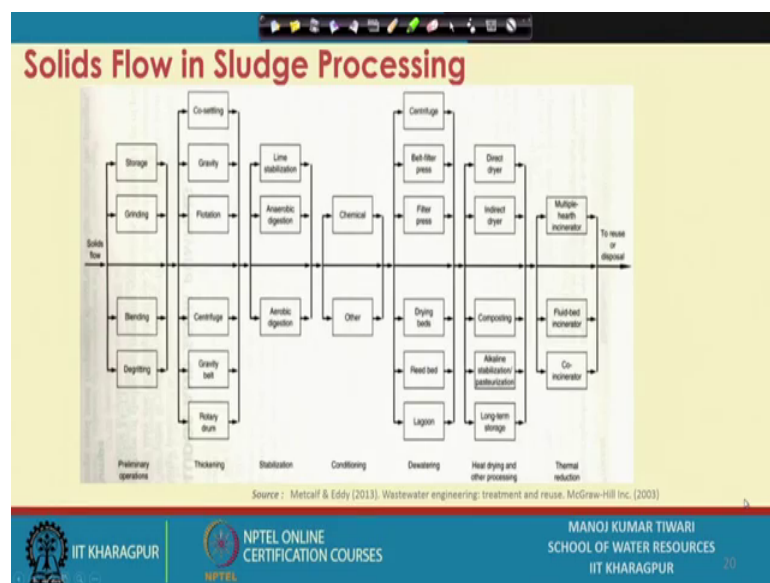 Solids Flow in Sludge Processing
Solids
flow
Storage
Grinding
Blending
Degritting
Preliminary
operations
Co-settling
Gravity
Flotation
Centrifuge
Gravity
belt
Rotary
drum
Thickening
Lime
stabilization
Anaerobic
digestion
Aerobic
digestion
Stabilization
Chemical
Other
Conditioning
Centrifuge
Belt-filter
press
Filter
press
Drying
beds
Reed bed
Lagoon
Dewatering
Direct
dryer
Indirect
dryer
Composting
Alkaline
stabilization/
pasteurization
Long-term
storage
Heat drying and
other processing
Multiple-
hearth
incinerator
Fluid-bed
incinerator
Co-
incinerator
Thermal
reduction
To reuse
or
disposal
Source : Metcalf & Eddy (2013). Wastewater engineering: treatment and reuse. McGraw-Hill Inc. (2003)
IIT KHARAGPUR
NPTEL
NPTEL ONLINE
CERTIFICATION COURSES
MANOJ KUMAR TIWARI
SCHOOL OF WATER RESOURCES
IIT KHARAGPUR
20